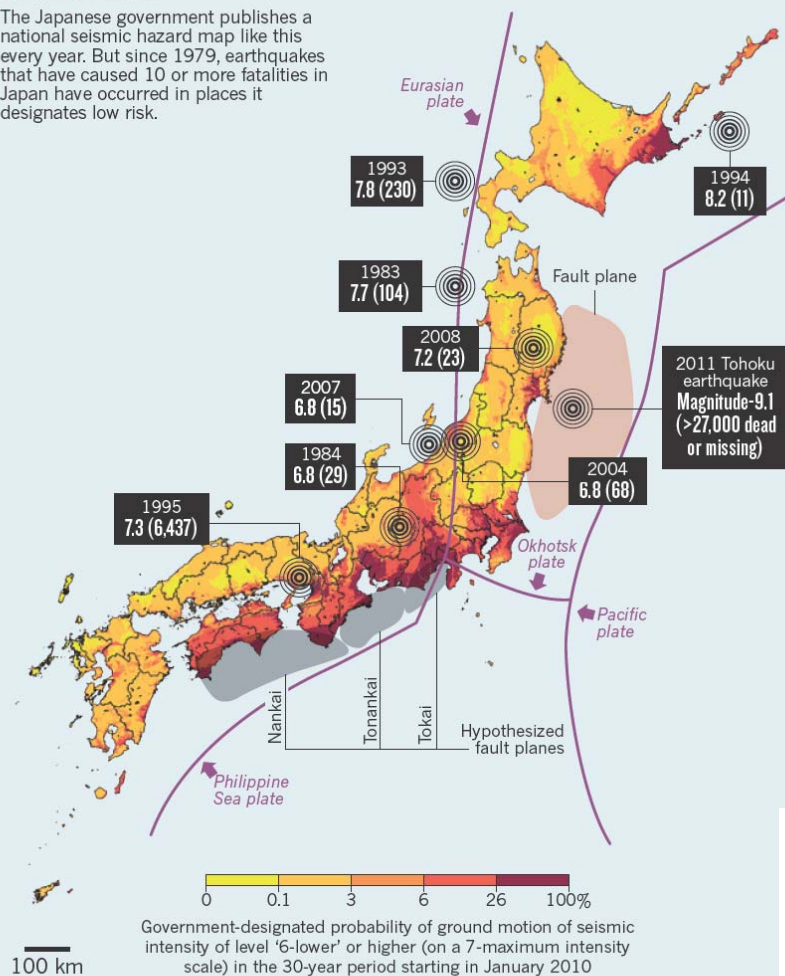 The Japanese government publishes a
national seismic hazard map like this
every year. But since 1979, earthquakes
that have caused 10 or more fatalities in
Japan have occurred in places it
designates low risk.
Eurasian
plate
1993
7.8 (230)
1994
8.2 (11)
1983
7.7 (104)
Fault plane
2008
7.2 (23)
2011 Tohoku
earthquake
Magnitude-9.1
(>27,000 dead
or missing)
2007
6.8 (15)
1984
6.8 (29)
2004
6.8 (68)
1995
7.3 (6,437)
Okhotsk
plate
Pacific
plate
Nankai
Tonankai
Tokai
Hypothesized
fault planes
Philippine
Sea plate
0 0.1 3 6 26 100%
Government-designated probability of ground motion of seismic
intensity of level ‘6-lower’ or higher (on a 7-maximum intensity
scale) in the 30-year period starting in January 2010
100 km